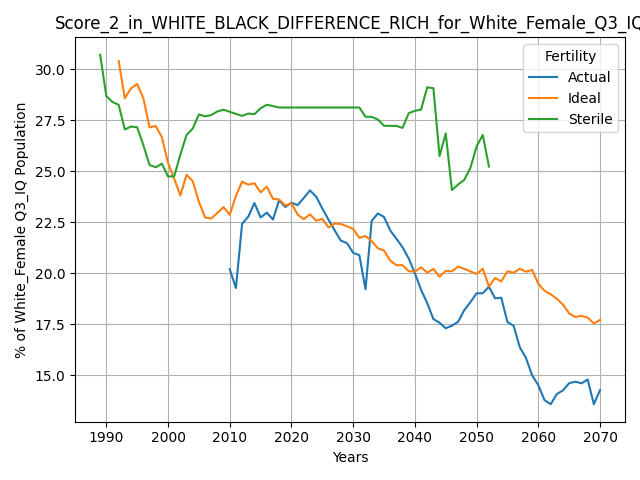 Score_2_in_WHITE_BLACK_DIFFERENCE_RICH_for_White_Female_Q3_IQ
Fertility
Actual
Ideal
Sterile
% of White_Female Q3_IQ Population
30.0
27.5
25.0
22.5
20.0
17.5
15.0
1990 2000 2010 2020 2030 2040 2050 2060 2070
Years